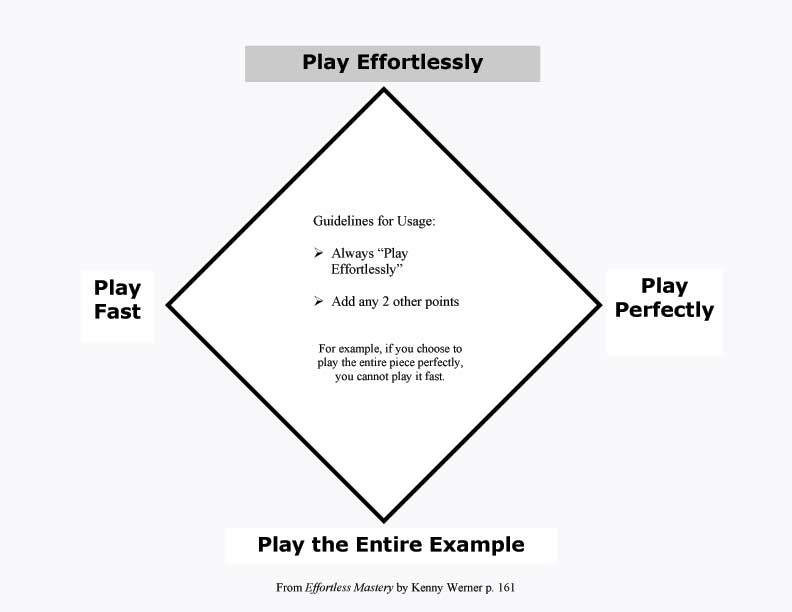 Play Effortlessly
Guidelines for Usage:
➢ Always “Play
Effortlessly”
➢ Add any 2 other points
Play
Fast
Play
Perfectly
For example, if you choose to
play the entire piece perfectly,
you cannot play it fast.
Play the Entire Example
From Effortless Mastery by Kenny Werner p. 161